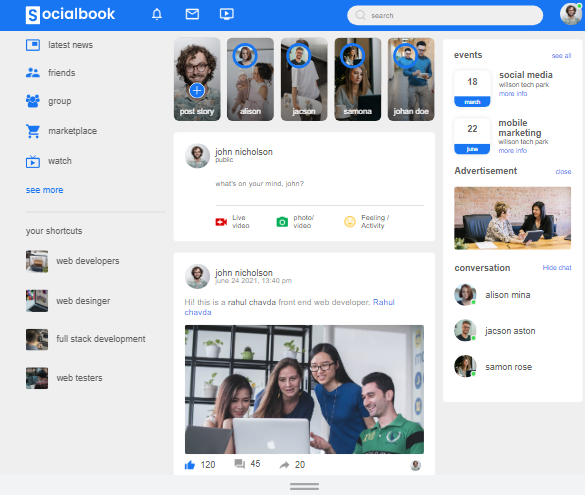 Socialbook
search
latest news
friends
group
marketplace
watch
see more
your shortcuts
web developers
web desinger
full stack development
web testers
post story
alison
jacson
samona
johan doe
john nicholson
public
what's on your mind, john?
Live
video
photo/
video
Feeling /
Activity
john nicholson
june 24 2021, 13:40 pm
Hi! this is a rahul chavda front end web developer. Rahul
chavda
120
45
20
events
see all
18
march
social media
willson tech park
more info
22
june
mobile
marketing
willson tech park
more info
Advertisement
close
conversation
Hide chat
alison mina
jacson aston
samon rose